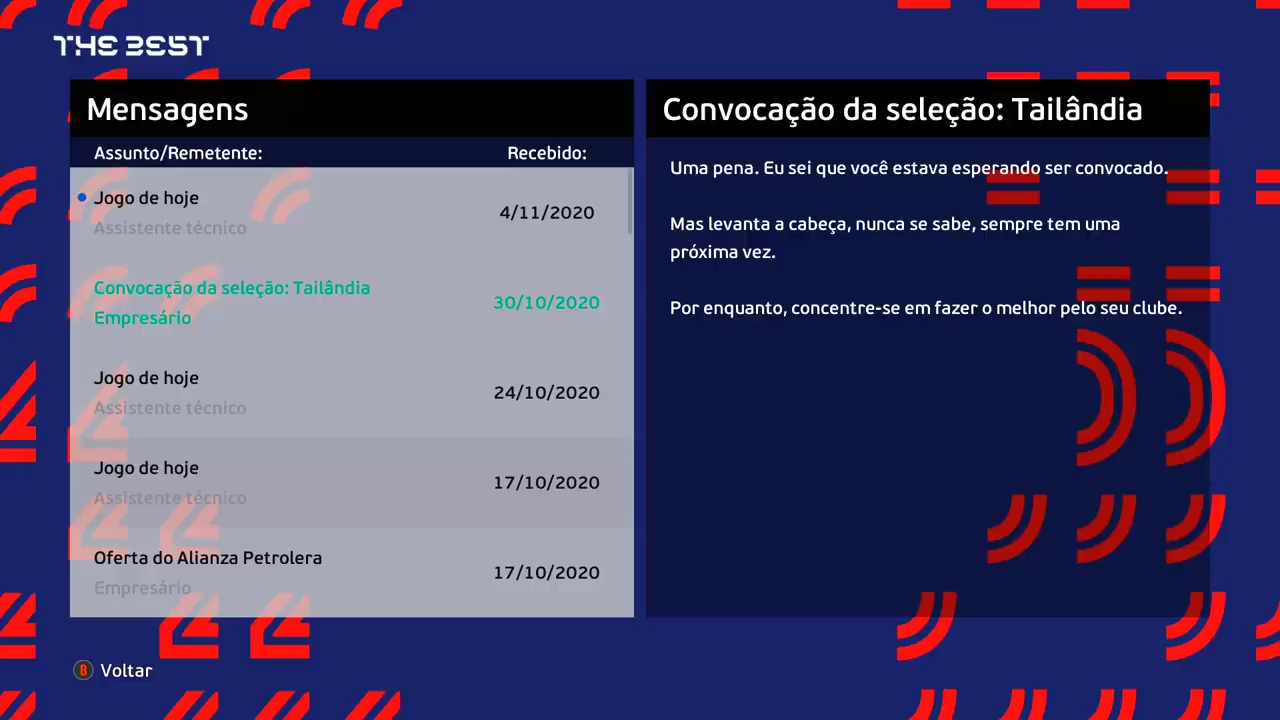 THE BEST
Mensagens
Assunto/Remetente:
Recebido:
Jogo de hoje
Assistente técnico
4/11/2020
Convocação da seleção: Tailândia
Empresário
30/10/2020
Jogo de hoje
Assistente técnico
24/10/2020
Jogo de hoje
Assistente técnico
17/10/2020
Oferta do Alianza Petrolera
Empresário
17/10/2020
Convocação da seleção: Tailândia
Uma pena. Eu sei que você estava esperando ser convocado.
Mas levanta a cabeça, nunca se sabe, sempre tem uma
próxima vez.
Por enquanto, concentre-se em fazer o melhor pelo seu clube.
B Voltar